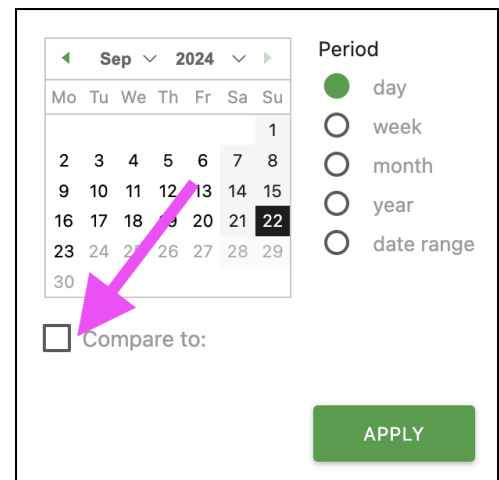 Sep 2024
Mo Tu We Th Fr Sa Su
1
2 3 4 5 6 7 8
9 10 11 12 13 14 15
16 17 18 19 20 21 22
23 24 25 26 27 28 29
30
Compare to:
Period
day
week
month
year
date range
APPLY